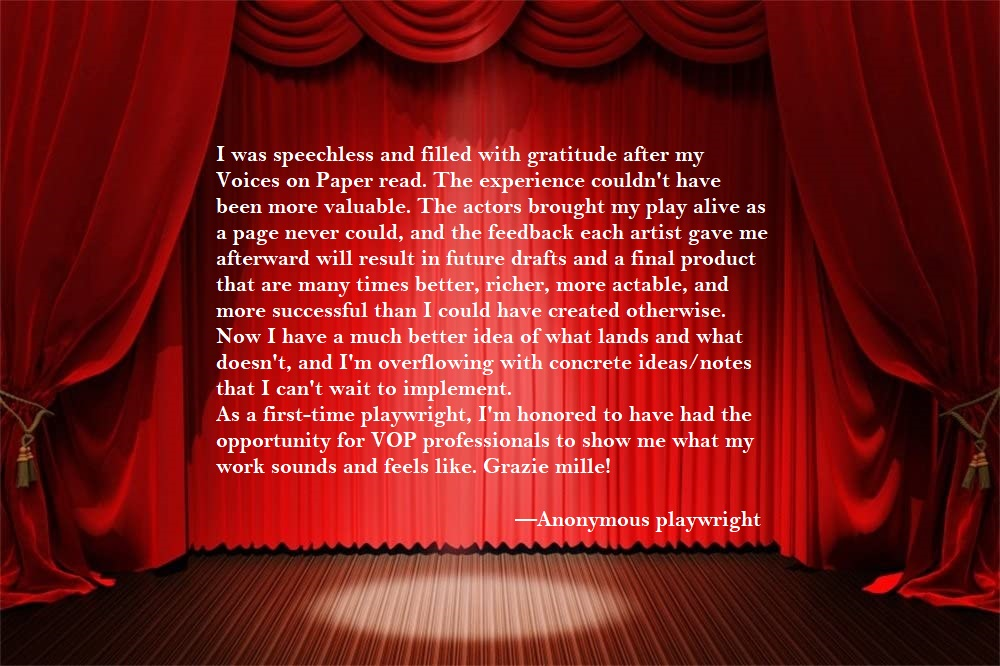 I was speechless and filled with gratitude after my
Voices on Paper read. The experience couldn't have
been more valuable. The actors brought my play alive as
a page never could, and the feedback each artist gave me
afterward will result in future drafts and a final product
that are many times better, richer, more actable, and
more successful than I could have created otherwise.
Now I have a much better idea of what lands and what
doesn't, and I'm overflowing with concrete ideas/notes
that I can't wait to implement.
As a first-time playwright, I'm honored to have had the
opportunity for VOP professionals to show me what my
work sounds and feels like. Grazie mille!
—Anonymous playwright